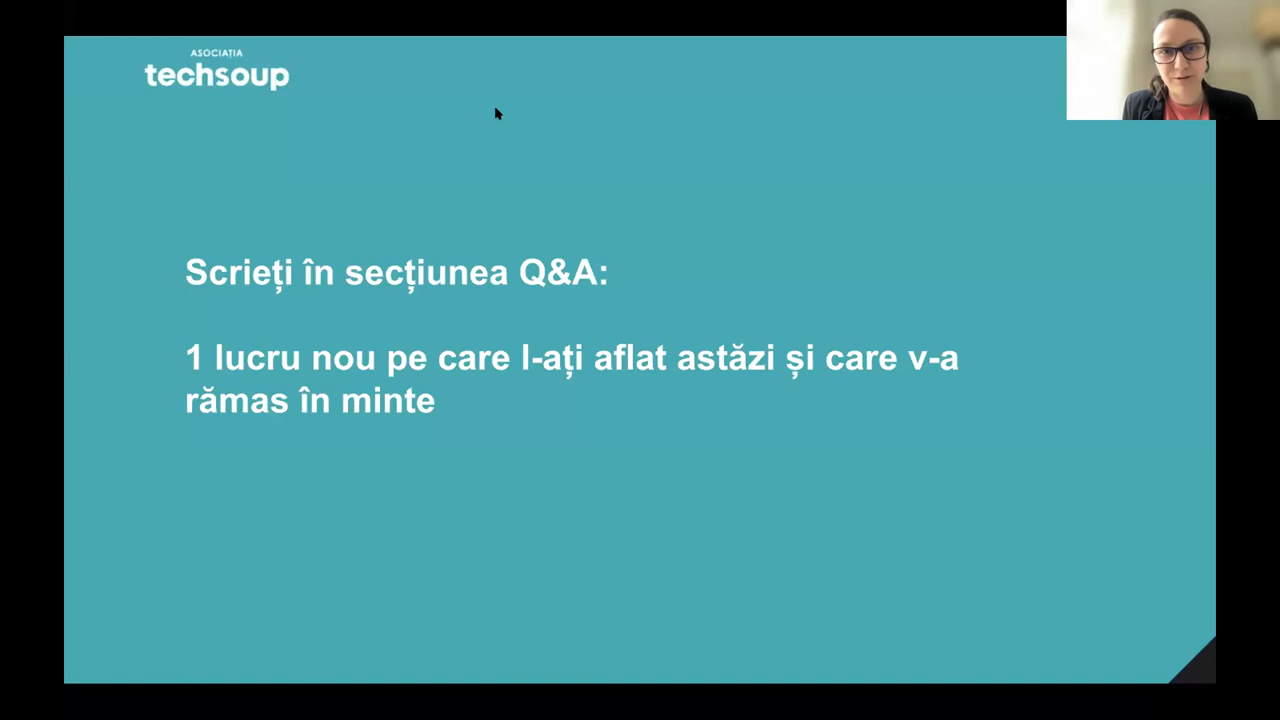 ASOCIAȚIA
techsoup
Scrieți în secțiunea Q&A:
1 lucru nou pe care l-ați aflat astăzi și care v-a
rămas în minte